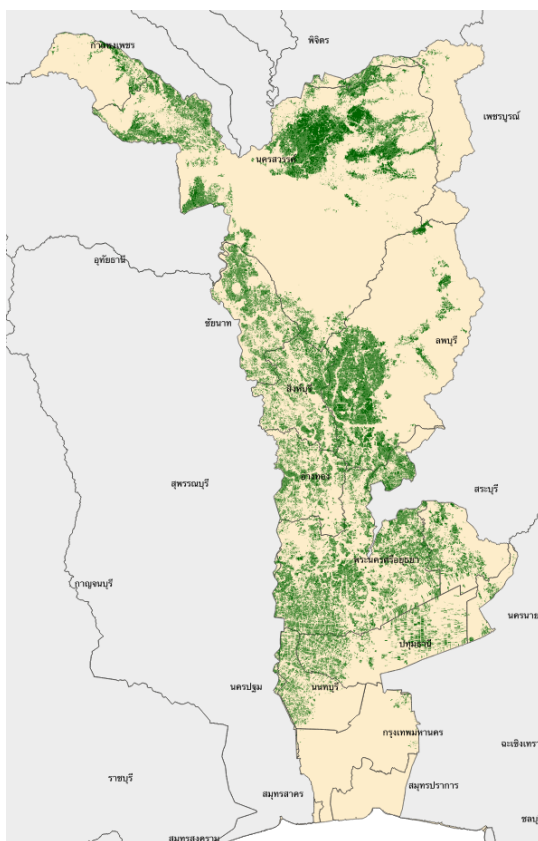 พิจิตร
กำแพงเพชร
เพชรบูรณ์
นครสวรรค์
อุทัยธานี
ชัยนาท
ลพบุรี
สิงห์บุรี
อ่างทอง
สุพรรณบุรี
สระบุรี
พระนครศรีอยุธยา
กาญจนบุรี
นครนาย
ปทุมธานี
นครปฐม
นนทบุรี
กรุงเทพมหานคร
ฉะเชิงเทรา
ราชบุรี
สมุทรปราการ
สมุทรสาคร
ชลบุ
สมุทรสงคราม